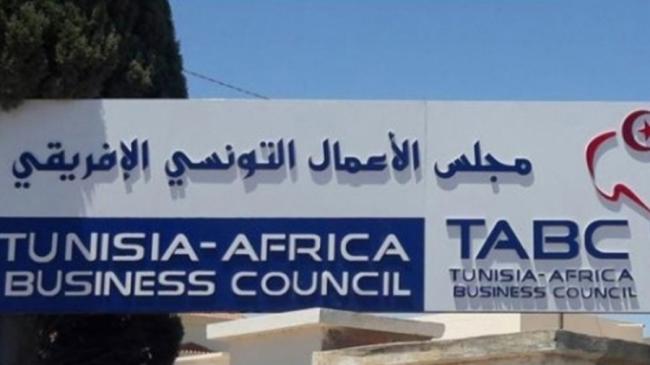 مجلس الأعمال التونسي الإفريقي
TUNISIA-AFRICA
BUSINESS COUNCIL
TABC
TUNISIA-AFRICA
BUSINESS COUNCIL